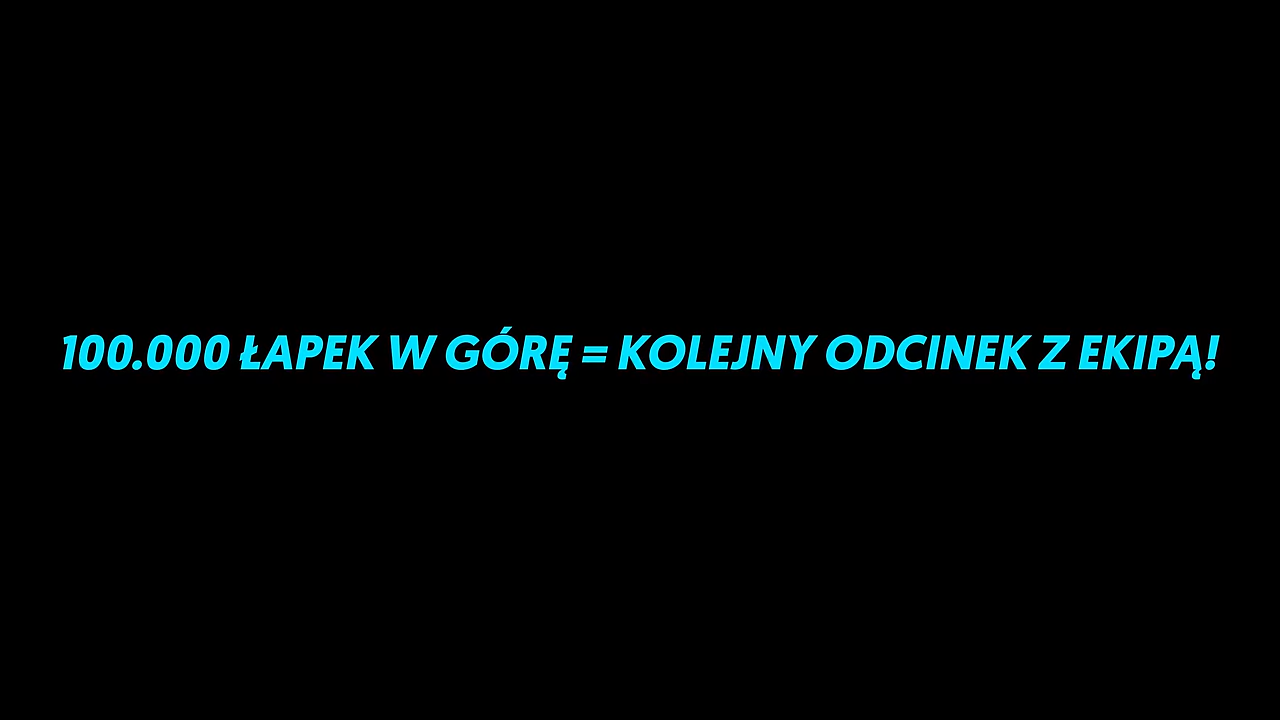 100.000 ŁAPEK W GÓRĘ = KOLEJNY ODCINEK Z EKIPĄ!